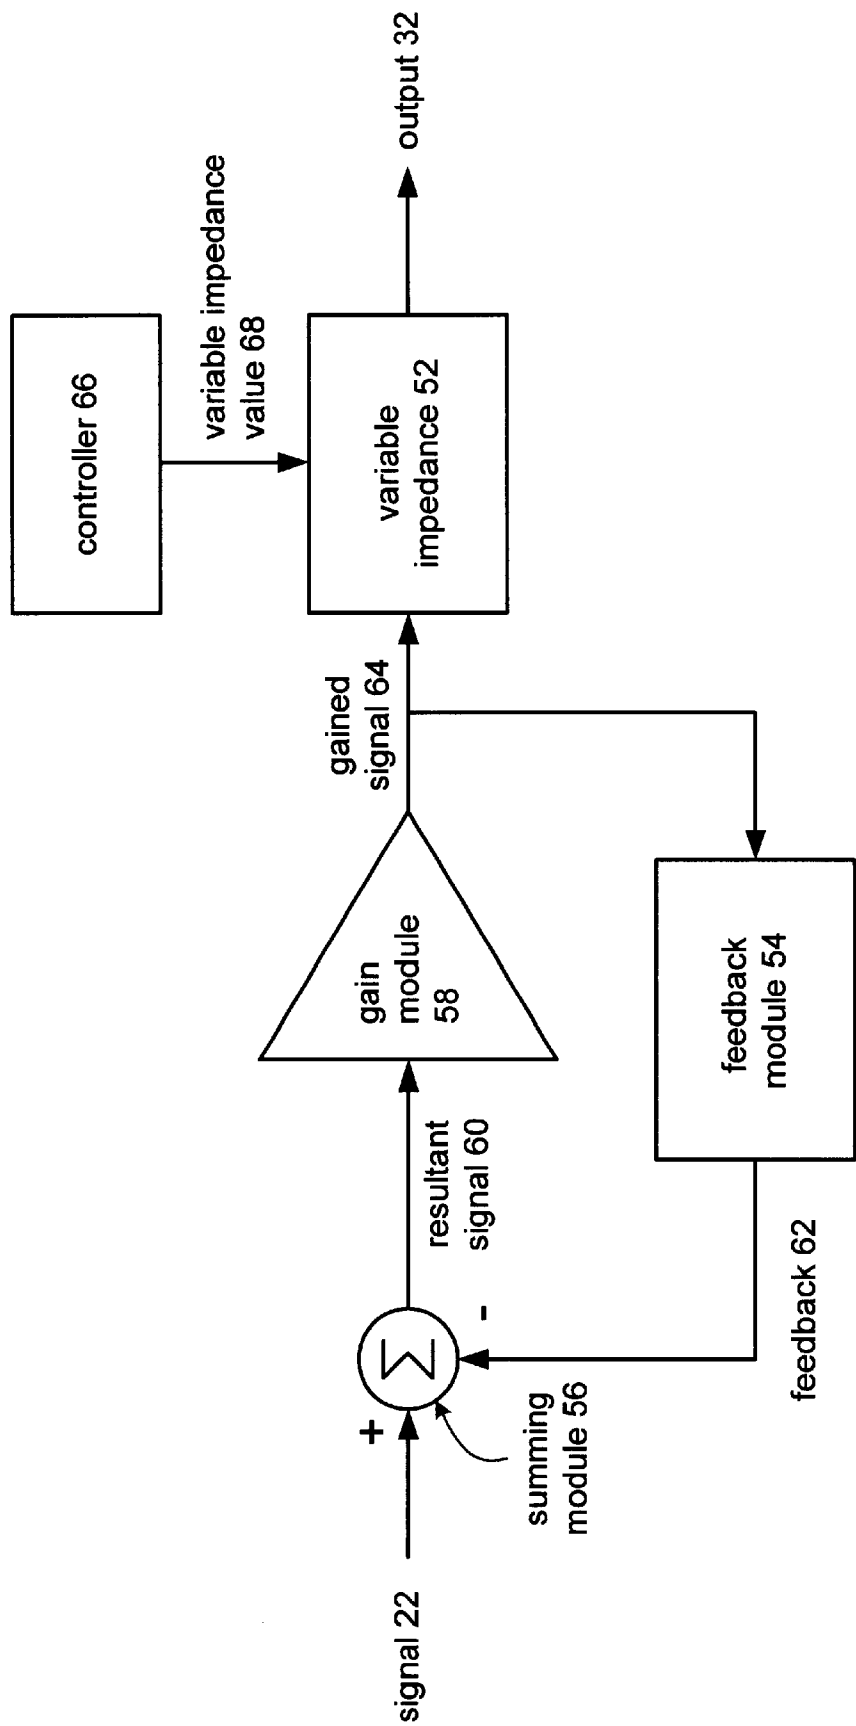 controller 66
variable impedance
value 68
variable
impedance 52
output 32
gained
signal 64
gain
module
58
resultant
signal 60
feedback
module 54
feedback 62
+
-
Σ
summing
module 56
signal 22